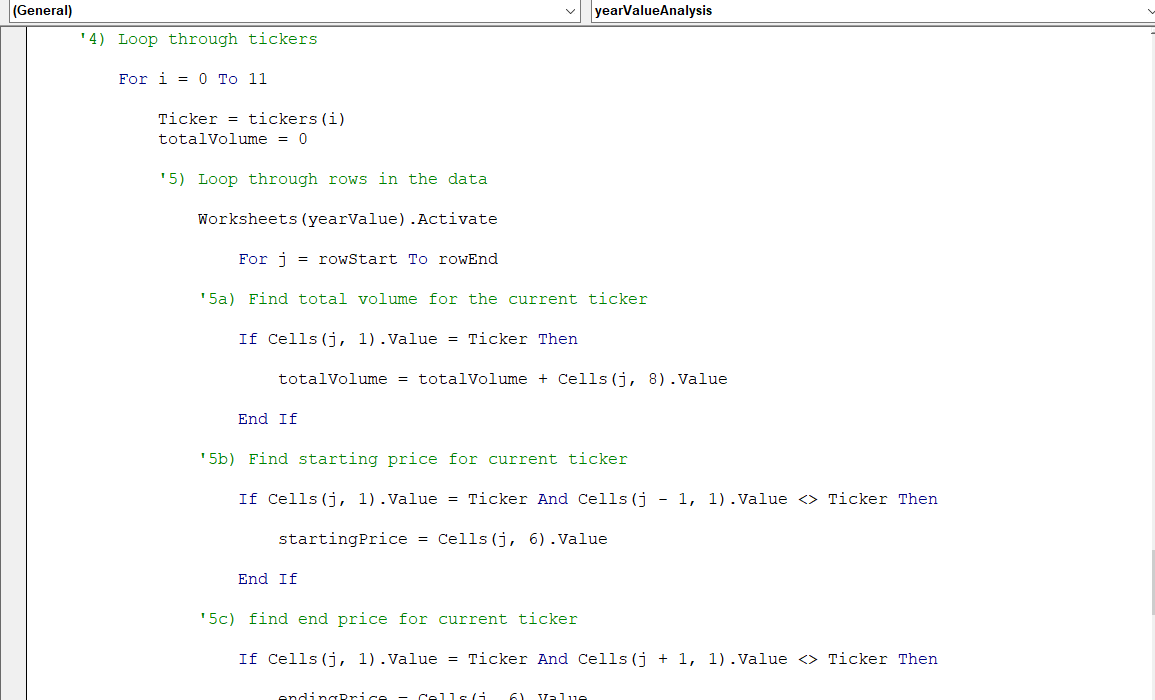 (General)
yearValueAnalysis
'4) Loop through tickers
For i = 0 To 11
Ticker = tickers(i)
totalVolume = 0
'5) Loop through rows in the data
Worksheets(yearValue).Activate
For j = rowStart To rowEnd
'5a) Find total volume for the current ticker
If Cells(j, 1).Value = Ticker Then
totalVolume = totalVolume + Cells(j, 8).Value
End If
'5b) Find starting price for current ticker
If Cells(j, 1).Value = Ticker And Cells(j - 1, 1).Value <> Ticker Then
startingPrice = Cells(j, 6).Value
End If
'5c) find end price for current ticker
If Cells(j, 1).Value = Ticker And Cells(j + 1, 1).Value <> Ticker Then
endingPrice = Cells(j, 6).Value